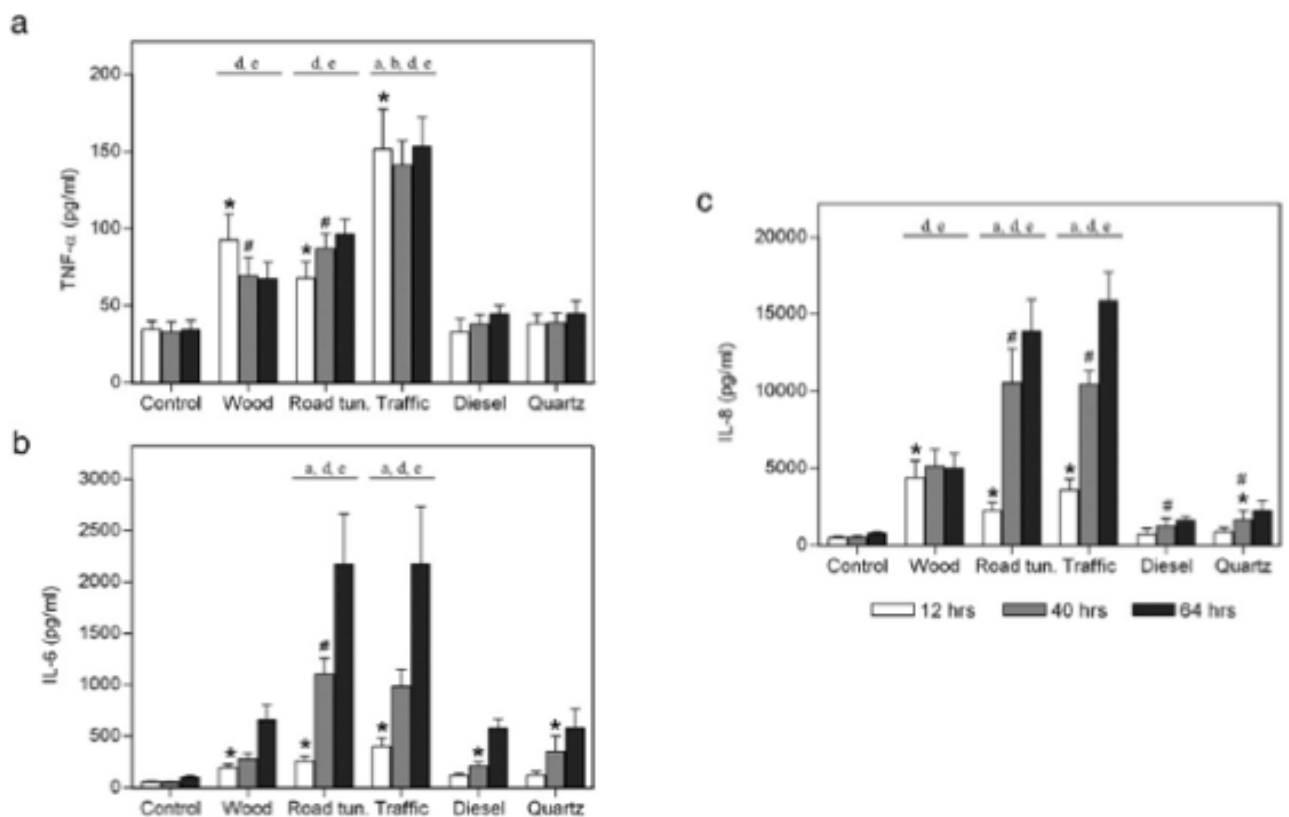 a
d, e
d, e
a, b, d, e
200
150
100
50
0
TNF-α (pg/ml)
* * # * # *
Control Wood Road tun. Traffic Diesel Quartz
b
a, d, e
a, d, e
3000
2500
2000
1500
1000
500
0
IL-6 (pg/ml)
* * # * * *
Control Wood Road tun. Traffic Diesel Quartz
c
d, e
a, d, e
a, d, e
20000
15000
10000
5000
0
IL-8 (pg/ml)
* * # * # # # *
Control Wood Road tun. Traffic Diesel Quartz
12 hrs 40 hrs 64 hrs